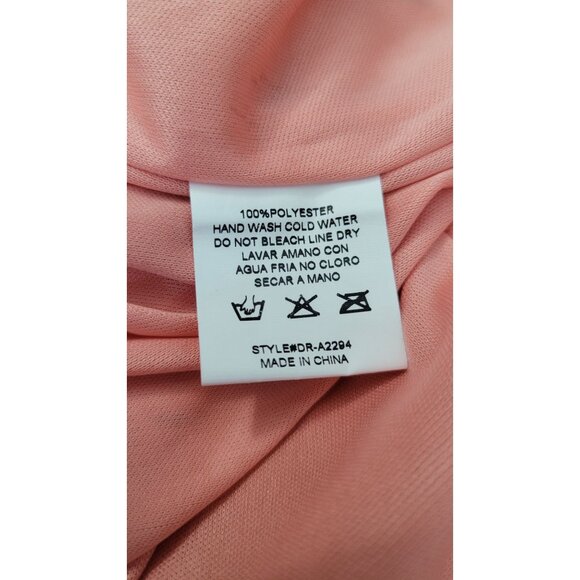 100%POLYESTER
HAND WASH COLD WATER
DO NOT BLEACH LINE DRY
LAVAR AMANO CON
AGUA FRIA NO CLORO
SECAR A MANO
STYLE#DR-A2294
MADE IN CHINA